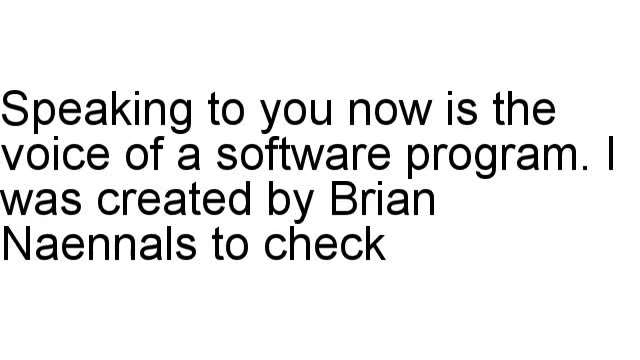 Speaking to you now is the
voice of a software program. I
was created by Brian
Naennals to check